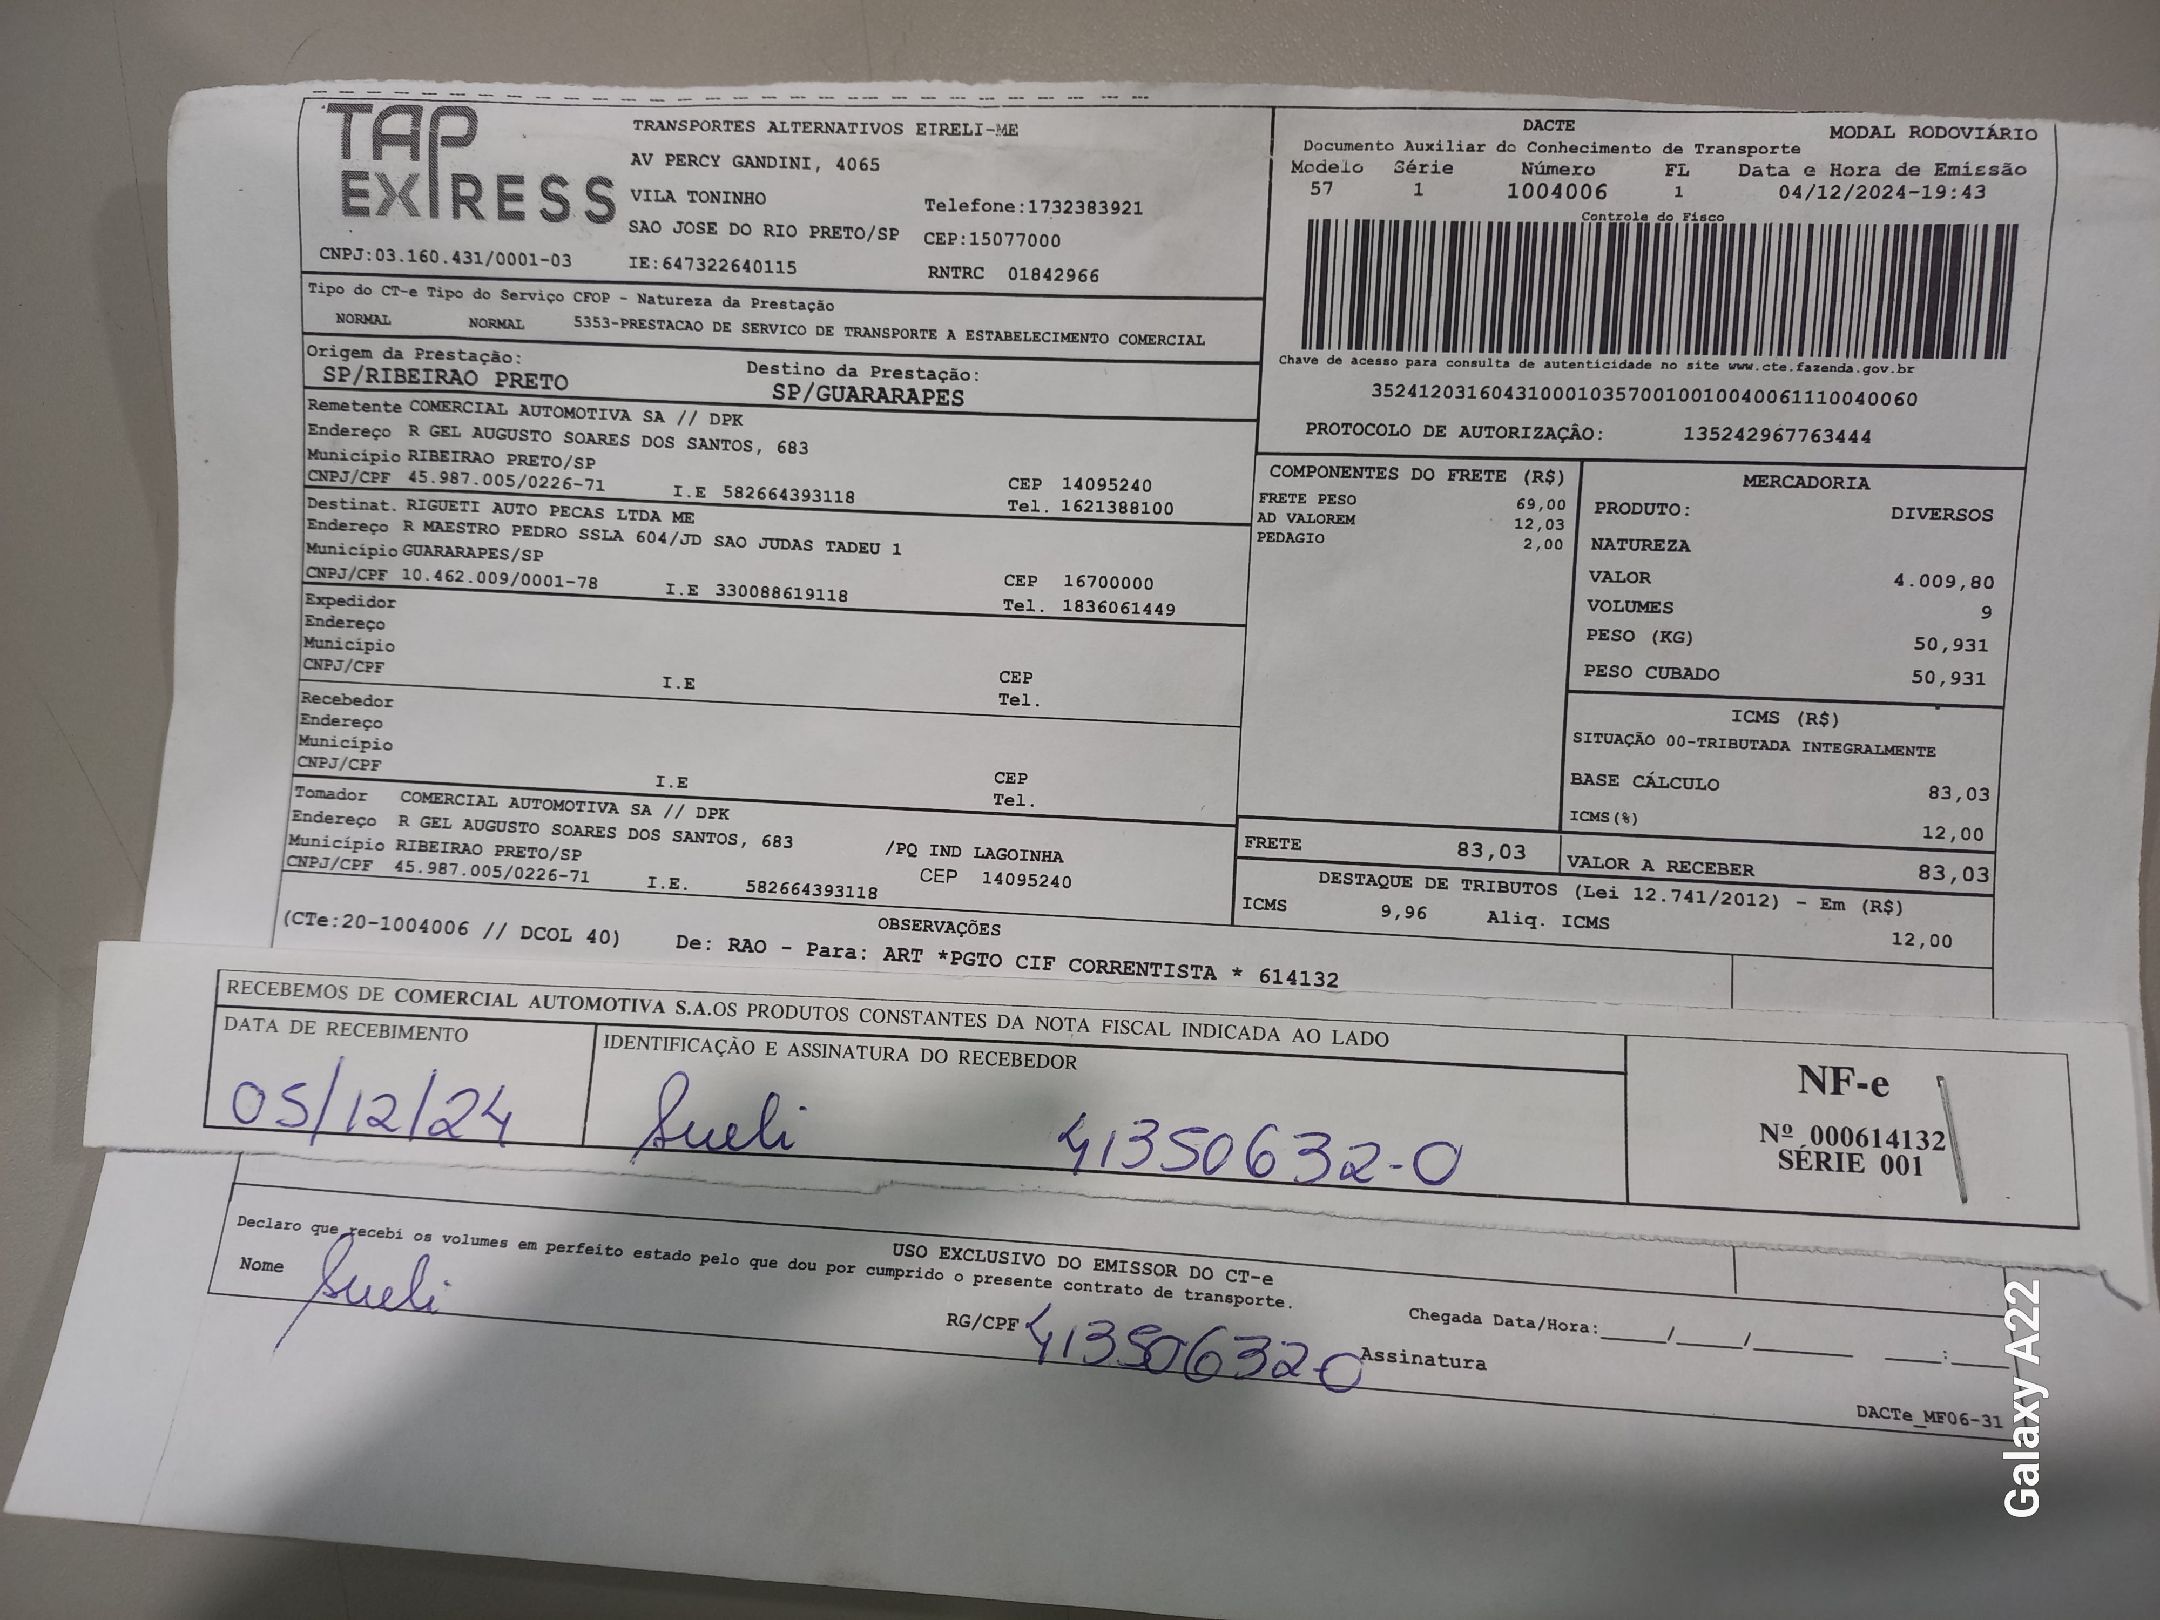 TAP EXPRESS
TRANSPORTES ALTERNATIVOS EIRELI-ME
AV PERCY GANDINI, 4065
VILA TONINHO Telefone:1732383921
SAO JOSE DO RIO PRETO/SP CEP:15077000
CNPJ:03.160.431/0001-03 IE:647322640115 RNTRC 01842966
DACTE MODAL RODOVIÁRIO
Documento Auxiliar do Conhecimento de Transporte
Modelo Série Número FL Data e Hora de Emissão
57 1 1004006 1 04/12/2024-19:43
Controle do Fisco
Chave de acesso para consulta de autenticidade no site www.cte.fazenda.gov.br
35241203160431000103570010010040061110040060
PROTOCOLO DE AUTORIZAÇÂO: 135242967763444
Tipo do CT-e Tipo do Serviço CFOP - Natureza da Prestação
NORMAL NORMAL 5353-PRESTACAO DE SERVICO DE TRANSPORTE A ESTABELECIMENTO COMERCIAL
Origem da Prestação: Destino da Prestação:
SP/RIBEIRAO PRETO SP/GUARARAPES
Remetente COMERCIAL AUTOMOTIVA SA // DPK
Endereço R GEL AUGUSTO SOARES DOS SANTOS, 683
Município RIBEIRAO PRETO/SP CEP 14095240
CNPJ/CPF 45.987.005/0226-71 I.E 582664393118 Tel. 1621388100
Destinat. RIGUETI AUTO PECAS LTDA ME
Endereço R MAESTRO PEDRO SSLA 604/JD SAO JUDAS TADEU 1
Município GUARARAPES/SP CEP 16700000
CNPJ/CPF 10.462.009/0001-78 I.E 330088619118 Tel. 1836061449
Expedidor
Endereço
Município CEP
CNPJ/CPF I.E Tel.
Recebedor
Endereço
Município CEP
CNPJ/CPF I.E Tel.
Tomador COMERCIAL AUTOMOTIVA SA // DPK
Endereço R GEL AUGUSTO SOARES DOS SANTOS, 683 /PQ IND LAGOINHA
Município RIBEIRAO PRETO/SP CEP 14095240
CNPJ/CPF 45.987.005/0226-71 I.E. 582664393118
COMPONENTES DO FRETE (R$)
FRETE PESO 69,00
AD VALOREM 12,03
PEDAGIO 2,00
MERCADORIA
PRODUTO: DIVERSOS
NATUREZA
VALOR 4.009,80
VOLUMES 9
PESO (KG) 50,931
PESO CUBADO 50,931
ICMS (R$)
SITUAÇÃO 00-TRIBUTADA INTEGRALMENTE
BASE CÁLCULO 83,03
ICMS(%) 12,00
FRETE 83,03 VALOR A RECEBER 83,03
DESTAQUE DE TRIBUTOS (Lei 12.741/2012) - Em (R$)
ICMS 9,96 Aliq. ICMS 12,00
OBSERVAÇÕES
(CTe:20-1004006 // DCOL 40) De: RAO - Para: ART *PGTO CIF CORRENTISTA * 614132
RECEBEMOS DE COMERCIAL AUTOMOTIVA S.A.OS PRODUTOS CONSTANTES DA NOTA FISCAL INDICADA AO LADO
DATA DE RECEBIMENTO IDENTIFICAÇÃO E ASSINATURA DO RECEBEDOR
05/12/24 Sueli 41350632-0
NF-e
Nº 000614132
SÉRIE 001
USO EXCLUSIVO DO EMISSOR DO CT-e
Declaro que recebi os volumes em perfeito estado pelo que dou por cumprido o presente contrato de transporte.
Nome Sueli RG/CPF 41350632-0 Assinatura
Chegada Data/Hora:_____/_____/_______ ____:____
DACTe_MF06-31
Galaxy A22